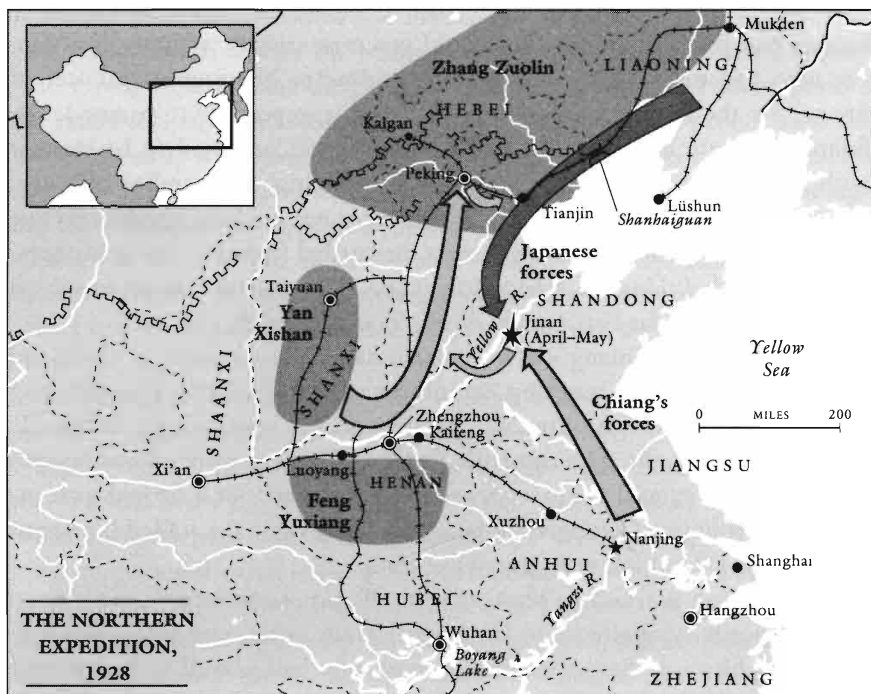 Mukden
Zhang Zuolin
LIAONING
HEBEI
Kalgan
Peking
Tianjin
Lüshun
Shanhaiguan
Japanese
forces
Taiyuan
Yan
Xishan
SHANDONG
Yellow R.
Jinan
(April–May)
Yellow
Sea
SHAANXI
SHANXI
Chiang's
forces
0 MILES 200
Zhengzhou
Kaifeng
Xi'an
Luoyang
HENAN
JIANGSU
Feng
Yuxiang
Xuzhou
Nanjing
ANHUI
Shanghai
HUBEI
Yangzi R.
Hangzhou
THE NORTHERN
EXPEDITION,
1928
Wuhan
Boyang
Lake
ZHEJIANG